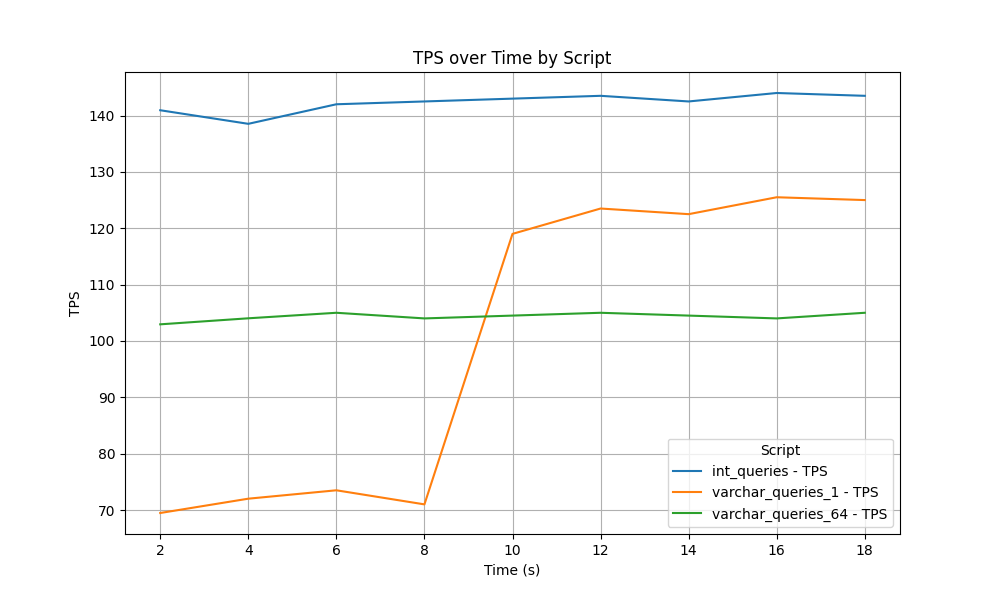 TPS over Time by Script
TPS
140
130
120
110
100
90
80
70
2 4 6 8 10 12 14 16 18
Time (s)
Script
int_queries - TPS
varchar_queries_1 - TPS
varchar_queries_64 - TPS